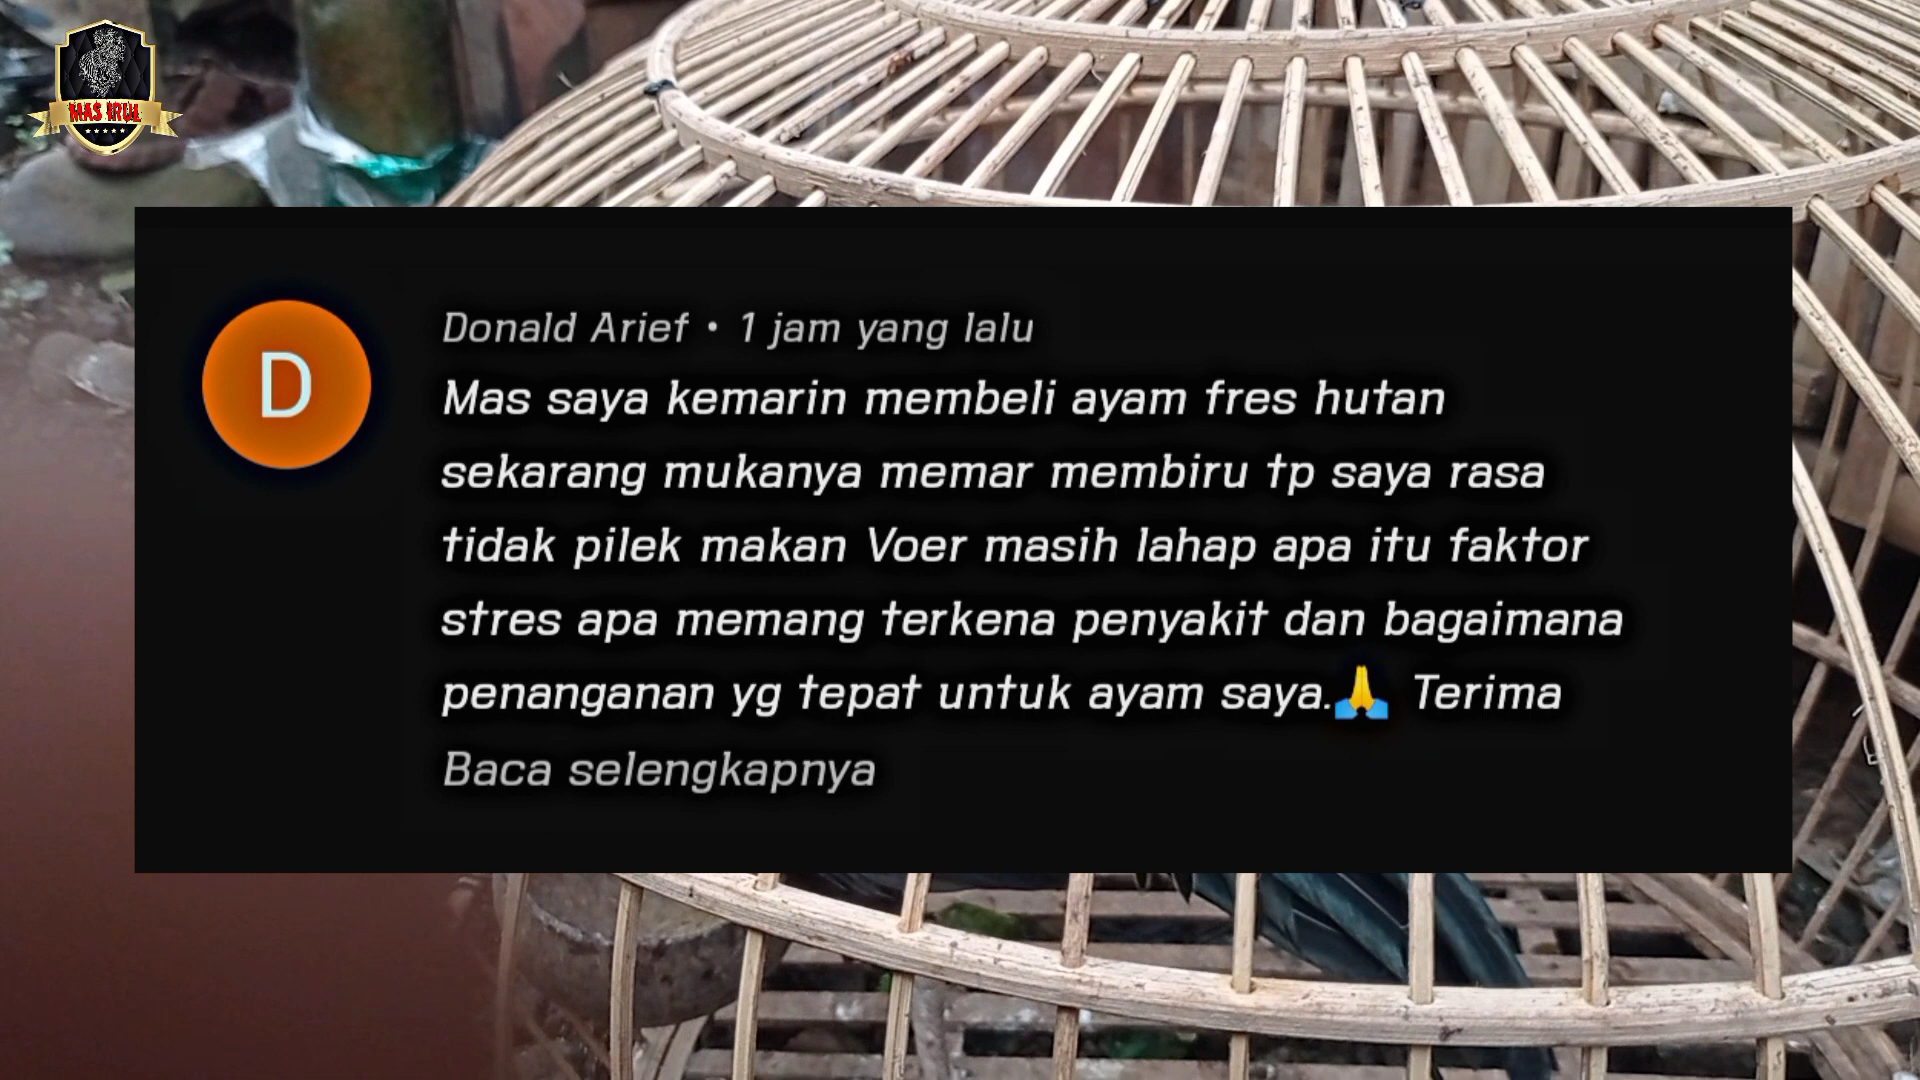 MAS IRUL
D
Donald Arief • 1 jam yang lalu
Mas saya kemarin membeli ayam fres hutan
sekarang mukanya memar membiru tp saya rasa
tidak pilek makan Voer masih lahap apa itu faktor
stres apa memang terkena penyakit dan bagaimana
penanganan yg tepat untuk ayam saya.🙏 Terima
Baca selengkapnya